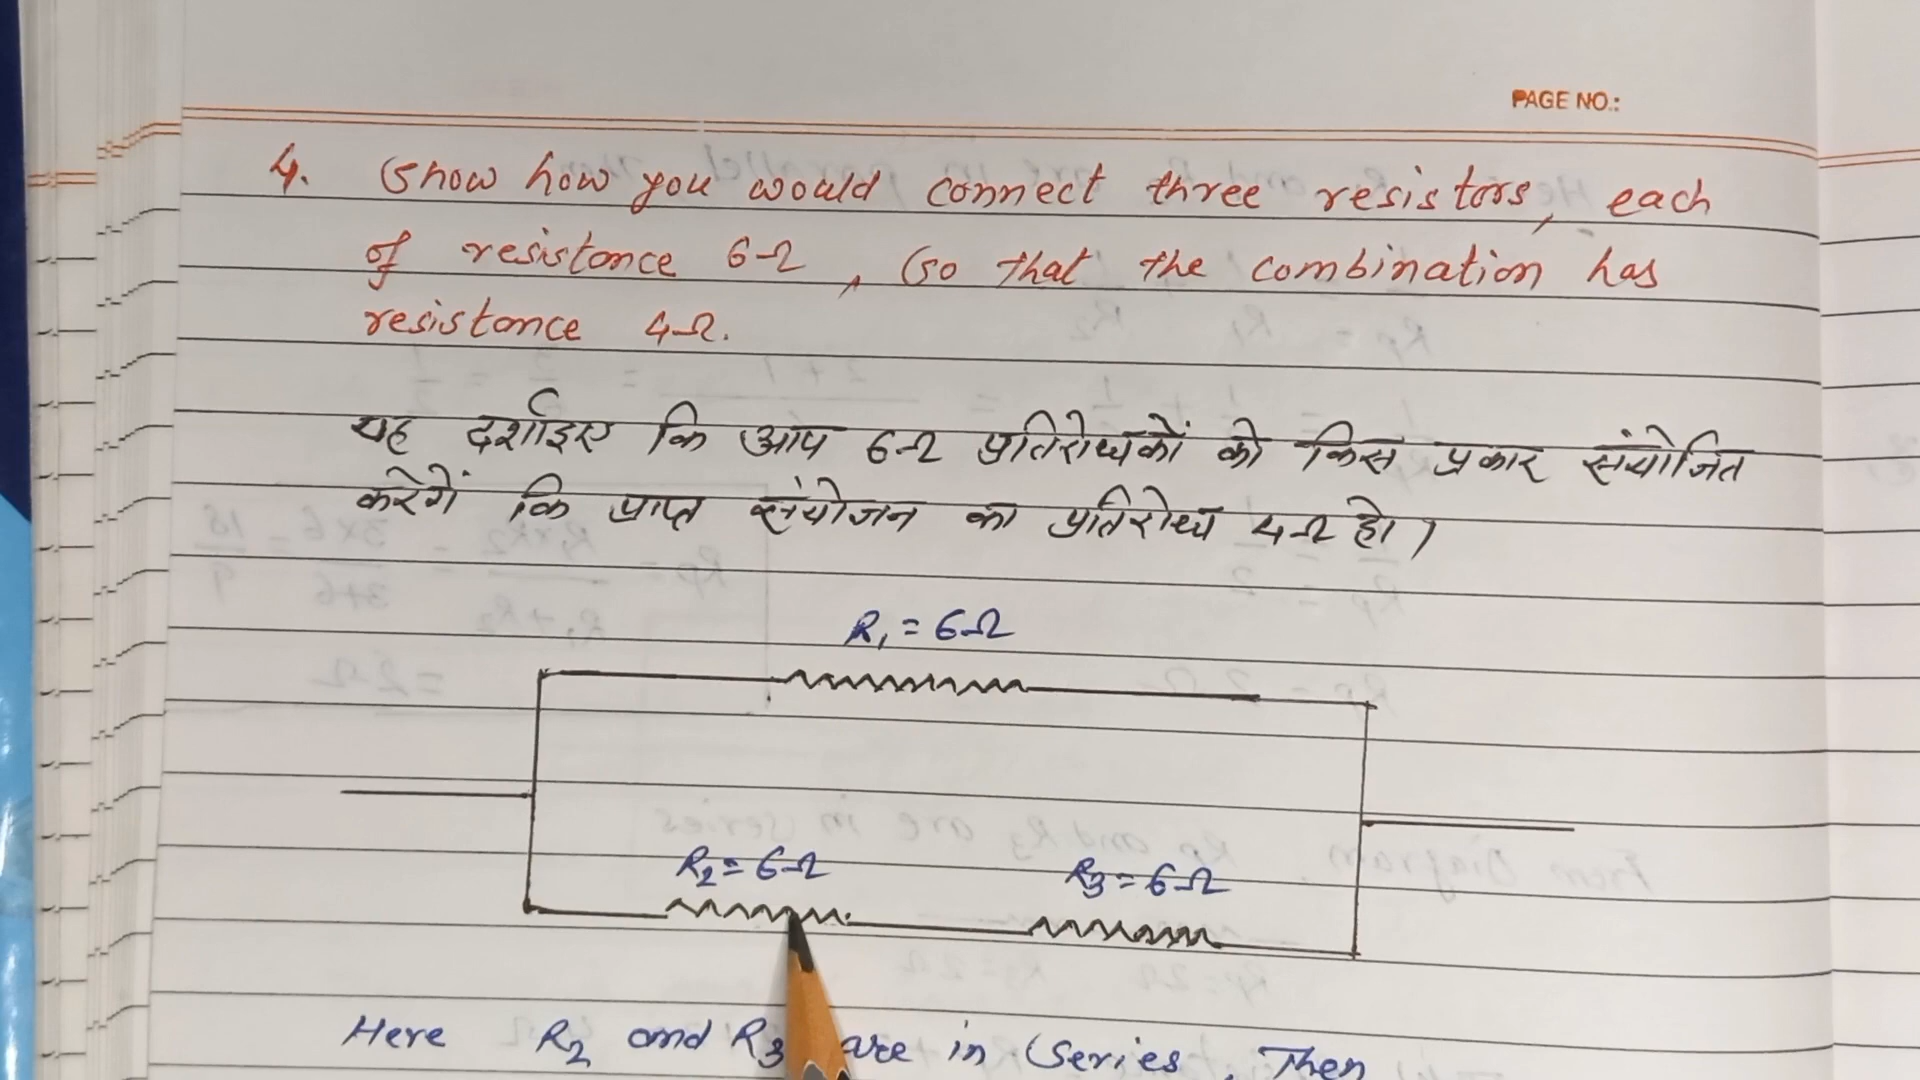 PAGE NO.:
4. Show how you would connect three resistors, each
of resistance 6Ω, so that the combination has
resistance 4Ω.
यह दर्शाइए कि आप 6Ω प्रतिरोधकों को किस प्रकार संयोजित
करेगें कि प्राप्त संयोजन का प्रतिरोध 4Ω हो।
R₁ = 6Ω
R₂ = 6Ω R₃ = 6Ω
Here R₂ and R₃ are in Series, Then